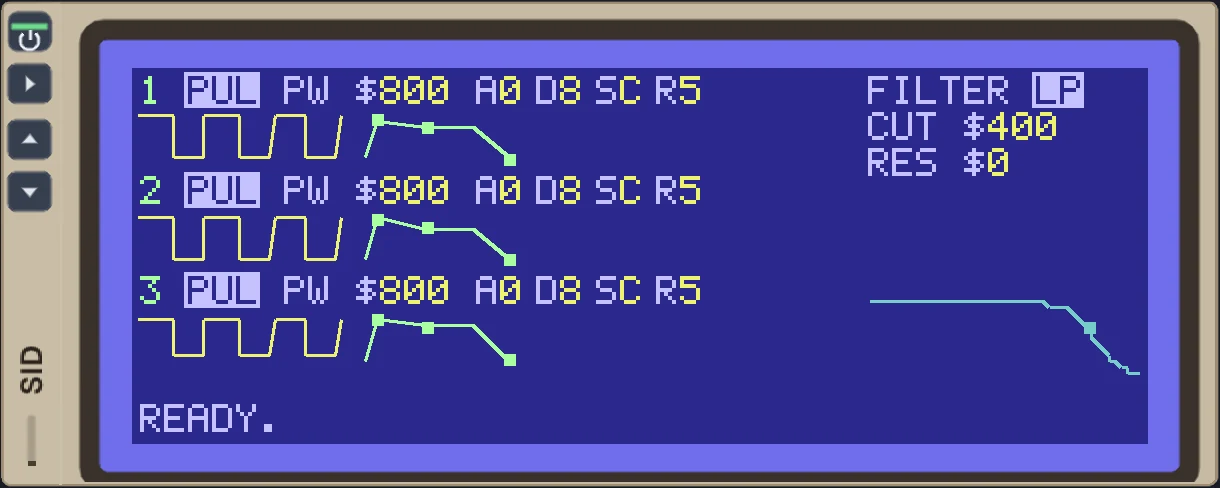 1 PUL PW $800 A0 D8 SC R5
2 PUL PW $800 A0 D8 SC R5
3 PUL PW $800 A0 D8 SC R5
READY.
FILTER LP
CUT $400
RES $0
SID